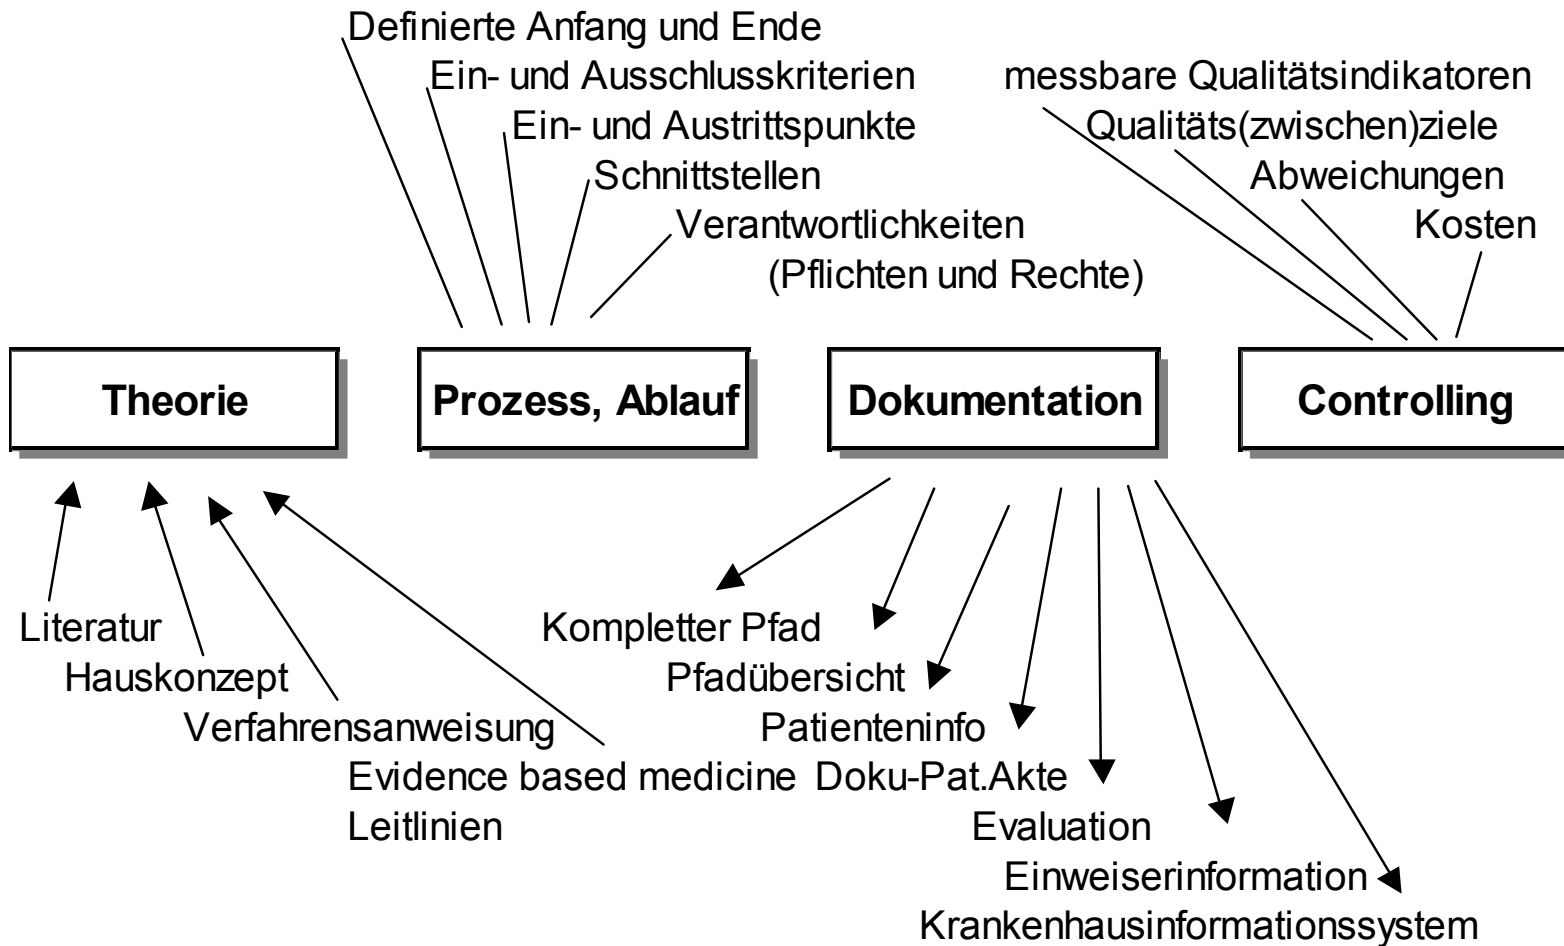 Definierte Anfang und Ende
Ein- und Ausschlusskriterien
Ein- und Austrittspunkte
Schnittstellen
Verantwortlichkeiten
(Pflichten und Rechte)
messbare Qualitätsindikatoren
Qualitäts(zwischen)ziele
Abweichungen
Kosten
Theorie
Prozess, Ablauf
Dokumentation
Controlling
Literatur
Hauskonzept
Verfahrensanweisung
Evidence based medicine
Leitlinien
Kompletter Pfad
Pfadübersicht
Patienteninfo
Doku-Pat.Akte
Evaluation
Einweiserinformation
Krankenhausinformationssystem